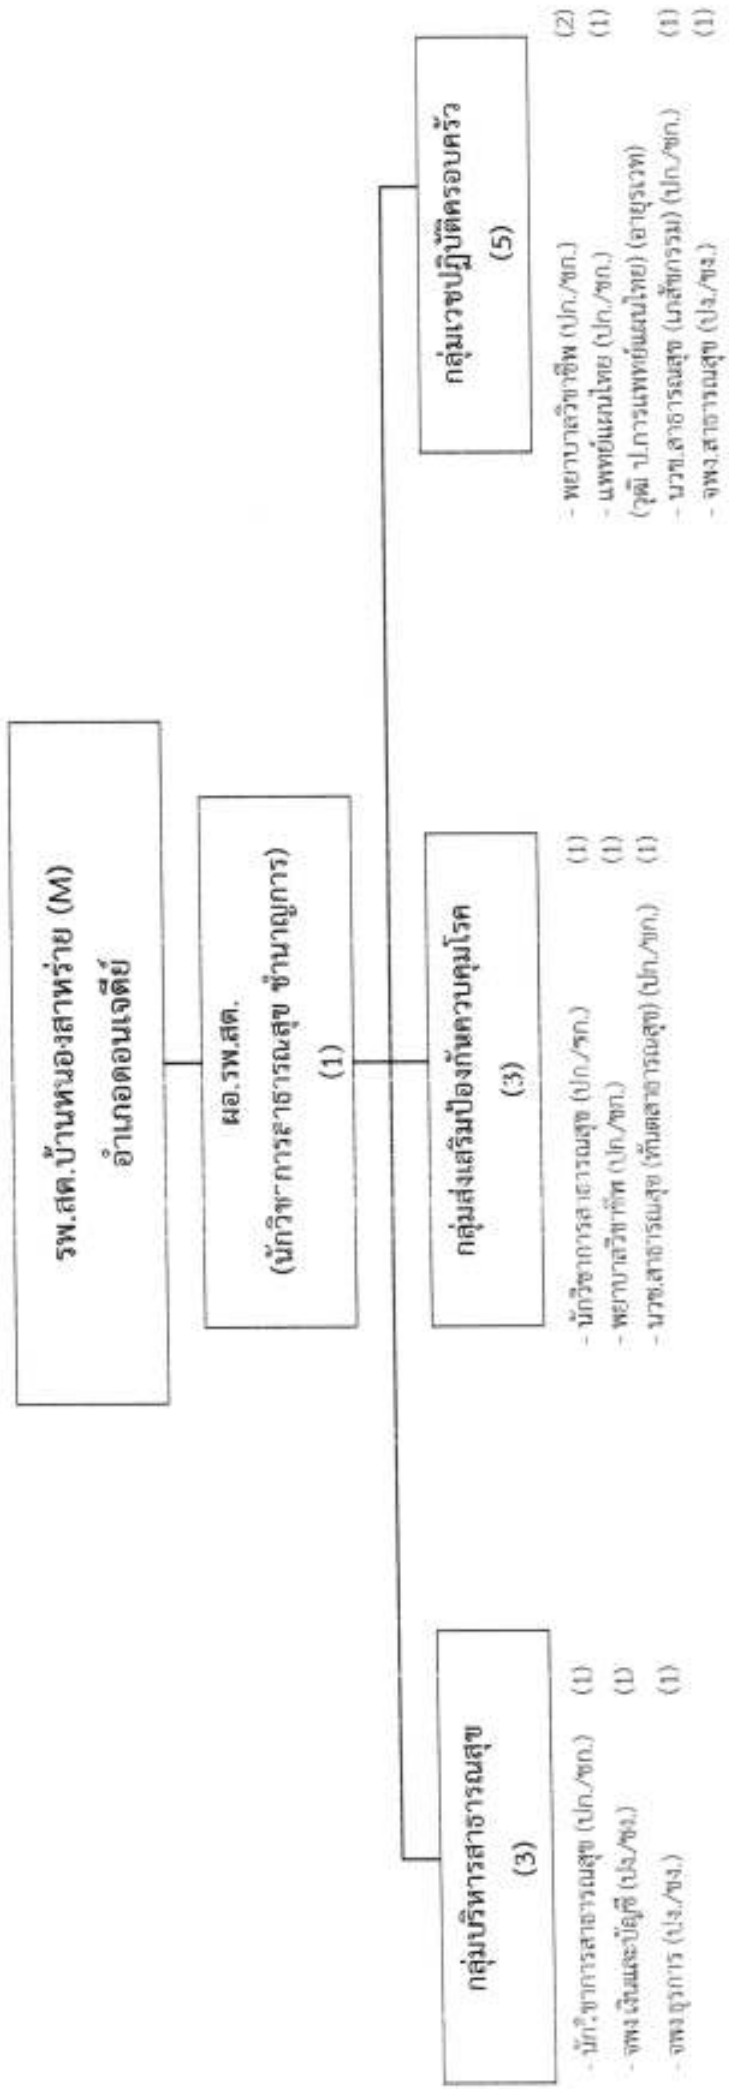 รพ.สต.บ้านหนองสาหร่าย (M)
อำเภอดอนเจดีย์
ผอ.รพ.สต.
(นักวิชาการสาธารณสุข ชำนาญการ)
(1)
กลุ่มบริหารสาธารณสุข
(3)
- นักวิชาการสาธารณสุข (ปก./ชก.) (1)
- จพง.เงินและบัญชี (ปง./ชง.) (1)
- จพง.ธุรการ (ปง./ชง.) (1)
กลุ่มส่งเสริมป้องกันควบคุมโรค
(3)
- นักวิชาการสาธารณสุข (ปก./ชก.) (1)
- พยาบาลวิชาชีพ (ปก./ชก.) (1)
- นวช.สาธารณสุข (ทันตสาธารณสุข) (ปก./ชก.) (1)
กลุ่มเวชปฏิบัติครอบครัว
(5)
- พยาบาลวิชาชีพ (ปก./ชก.) (2)
- แพทย์แผนไทย (ปก./ชก.) (1)
(วุฒิ ป.การแพทย์แผนไทย) (อายุรเวท)
- นวช.สาธารณสุข (เภสัชกรรม) (ปก./ชก.) (1)
- จพง.สาธารณสุข (ปง./ชง.) (1)